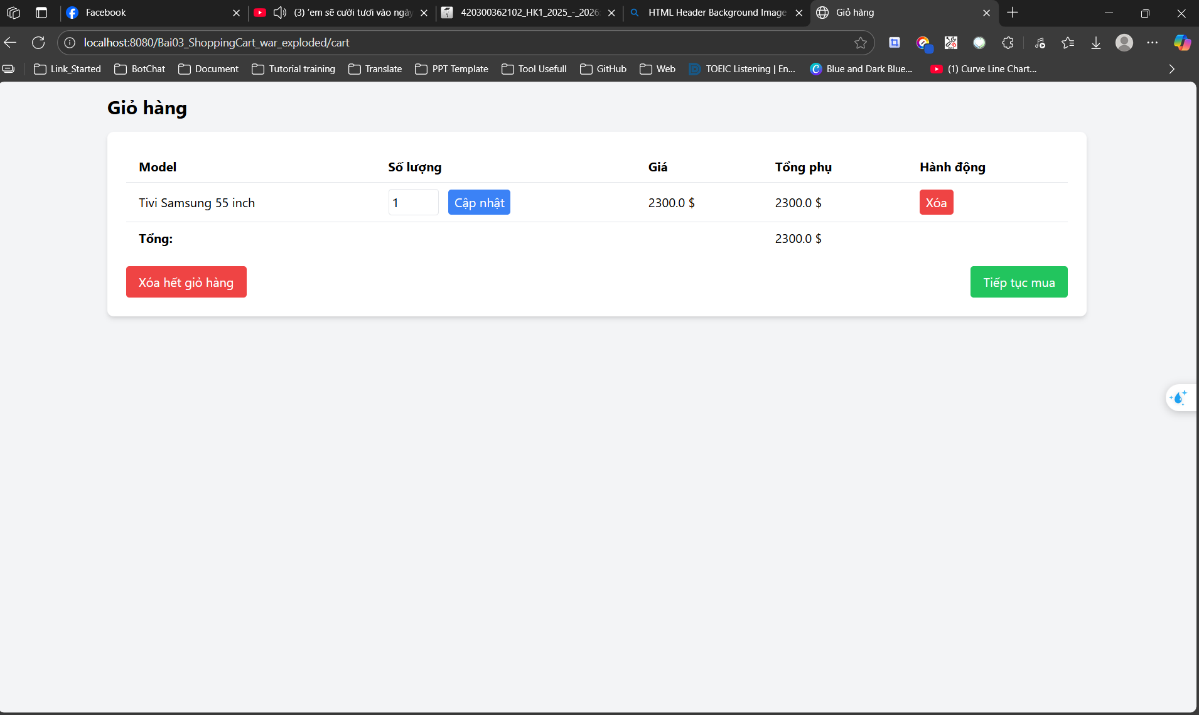 Facebook
(3) 'em sẽ cưới tươi vào ngày
420300362102_HK1_2025_-_2026
HTML Header Background Image
Giỏ hàng
localhost:8080/Bai03_ShoppingCart_war_exploded/cart
Link_Started BotChat Document Tutorial training Translate PPT Template Tool Usefull GitHub Web TOEIC Listening | En... Blue and Dark Blue... (1) Curve Line Chart...
Giỏ hàng
Model Số lượng Giá Tổng phụ Hành động
Tivi Samsung 55 inch 1 Cập nhật 2300.0 $ 2300.0 $ Xóa
Tổng: 2300.0 $
Xóa hết giỏ hàng Tiếp tục mua